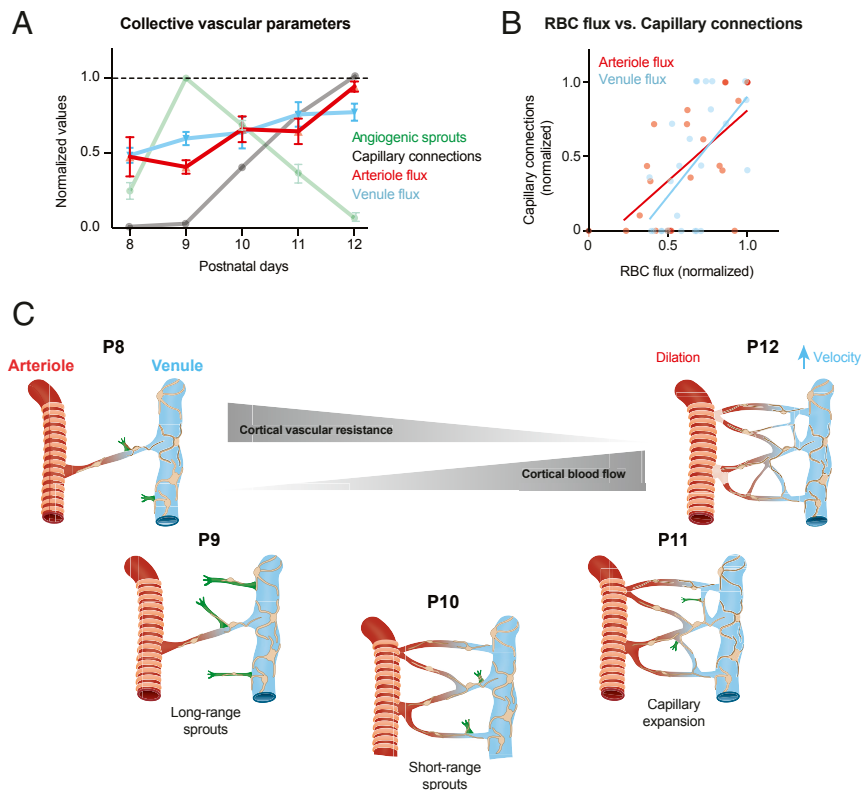 A
Collective vascular parameters
1.0
0.5
0.0
Normalized values
8
9
10
11
12
Postnatal days
Angiogenic sprouts
Capillary connections
Arteriole flux
Venule flux
B
RBC flux vs. Capillary connections
Arteriole flux
Venule flux
1.0
0.5
0
Capillary connections
(normalized)
0
0.5
1.0
RBC flux (normalized)
C
P8
Arteriole
Venule
Cortical vascular resistance
Cortical blood flow
P12
Dilation
Velocity
P9
Long-range
sprouts
P10
Short-range
sprouts
P11
Capillary
expansion